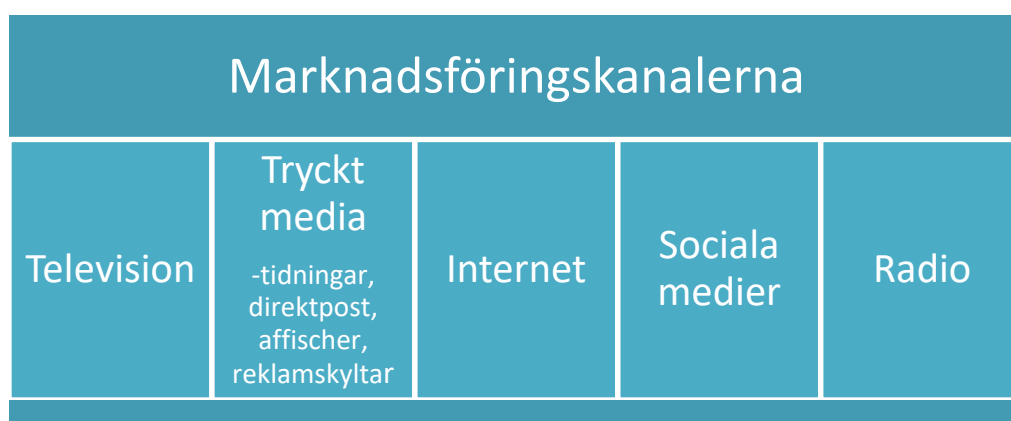 Marknadsföringskanalerna
Television
Tryckt
media
-tidningar,
direktpost,
affischer,
reklamskyltar
Internet
Sociala
medier
Radio